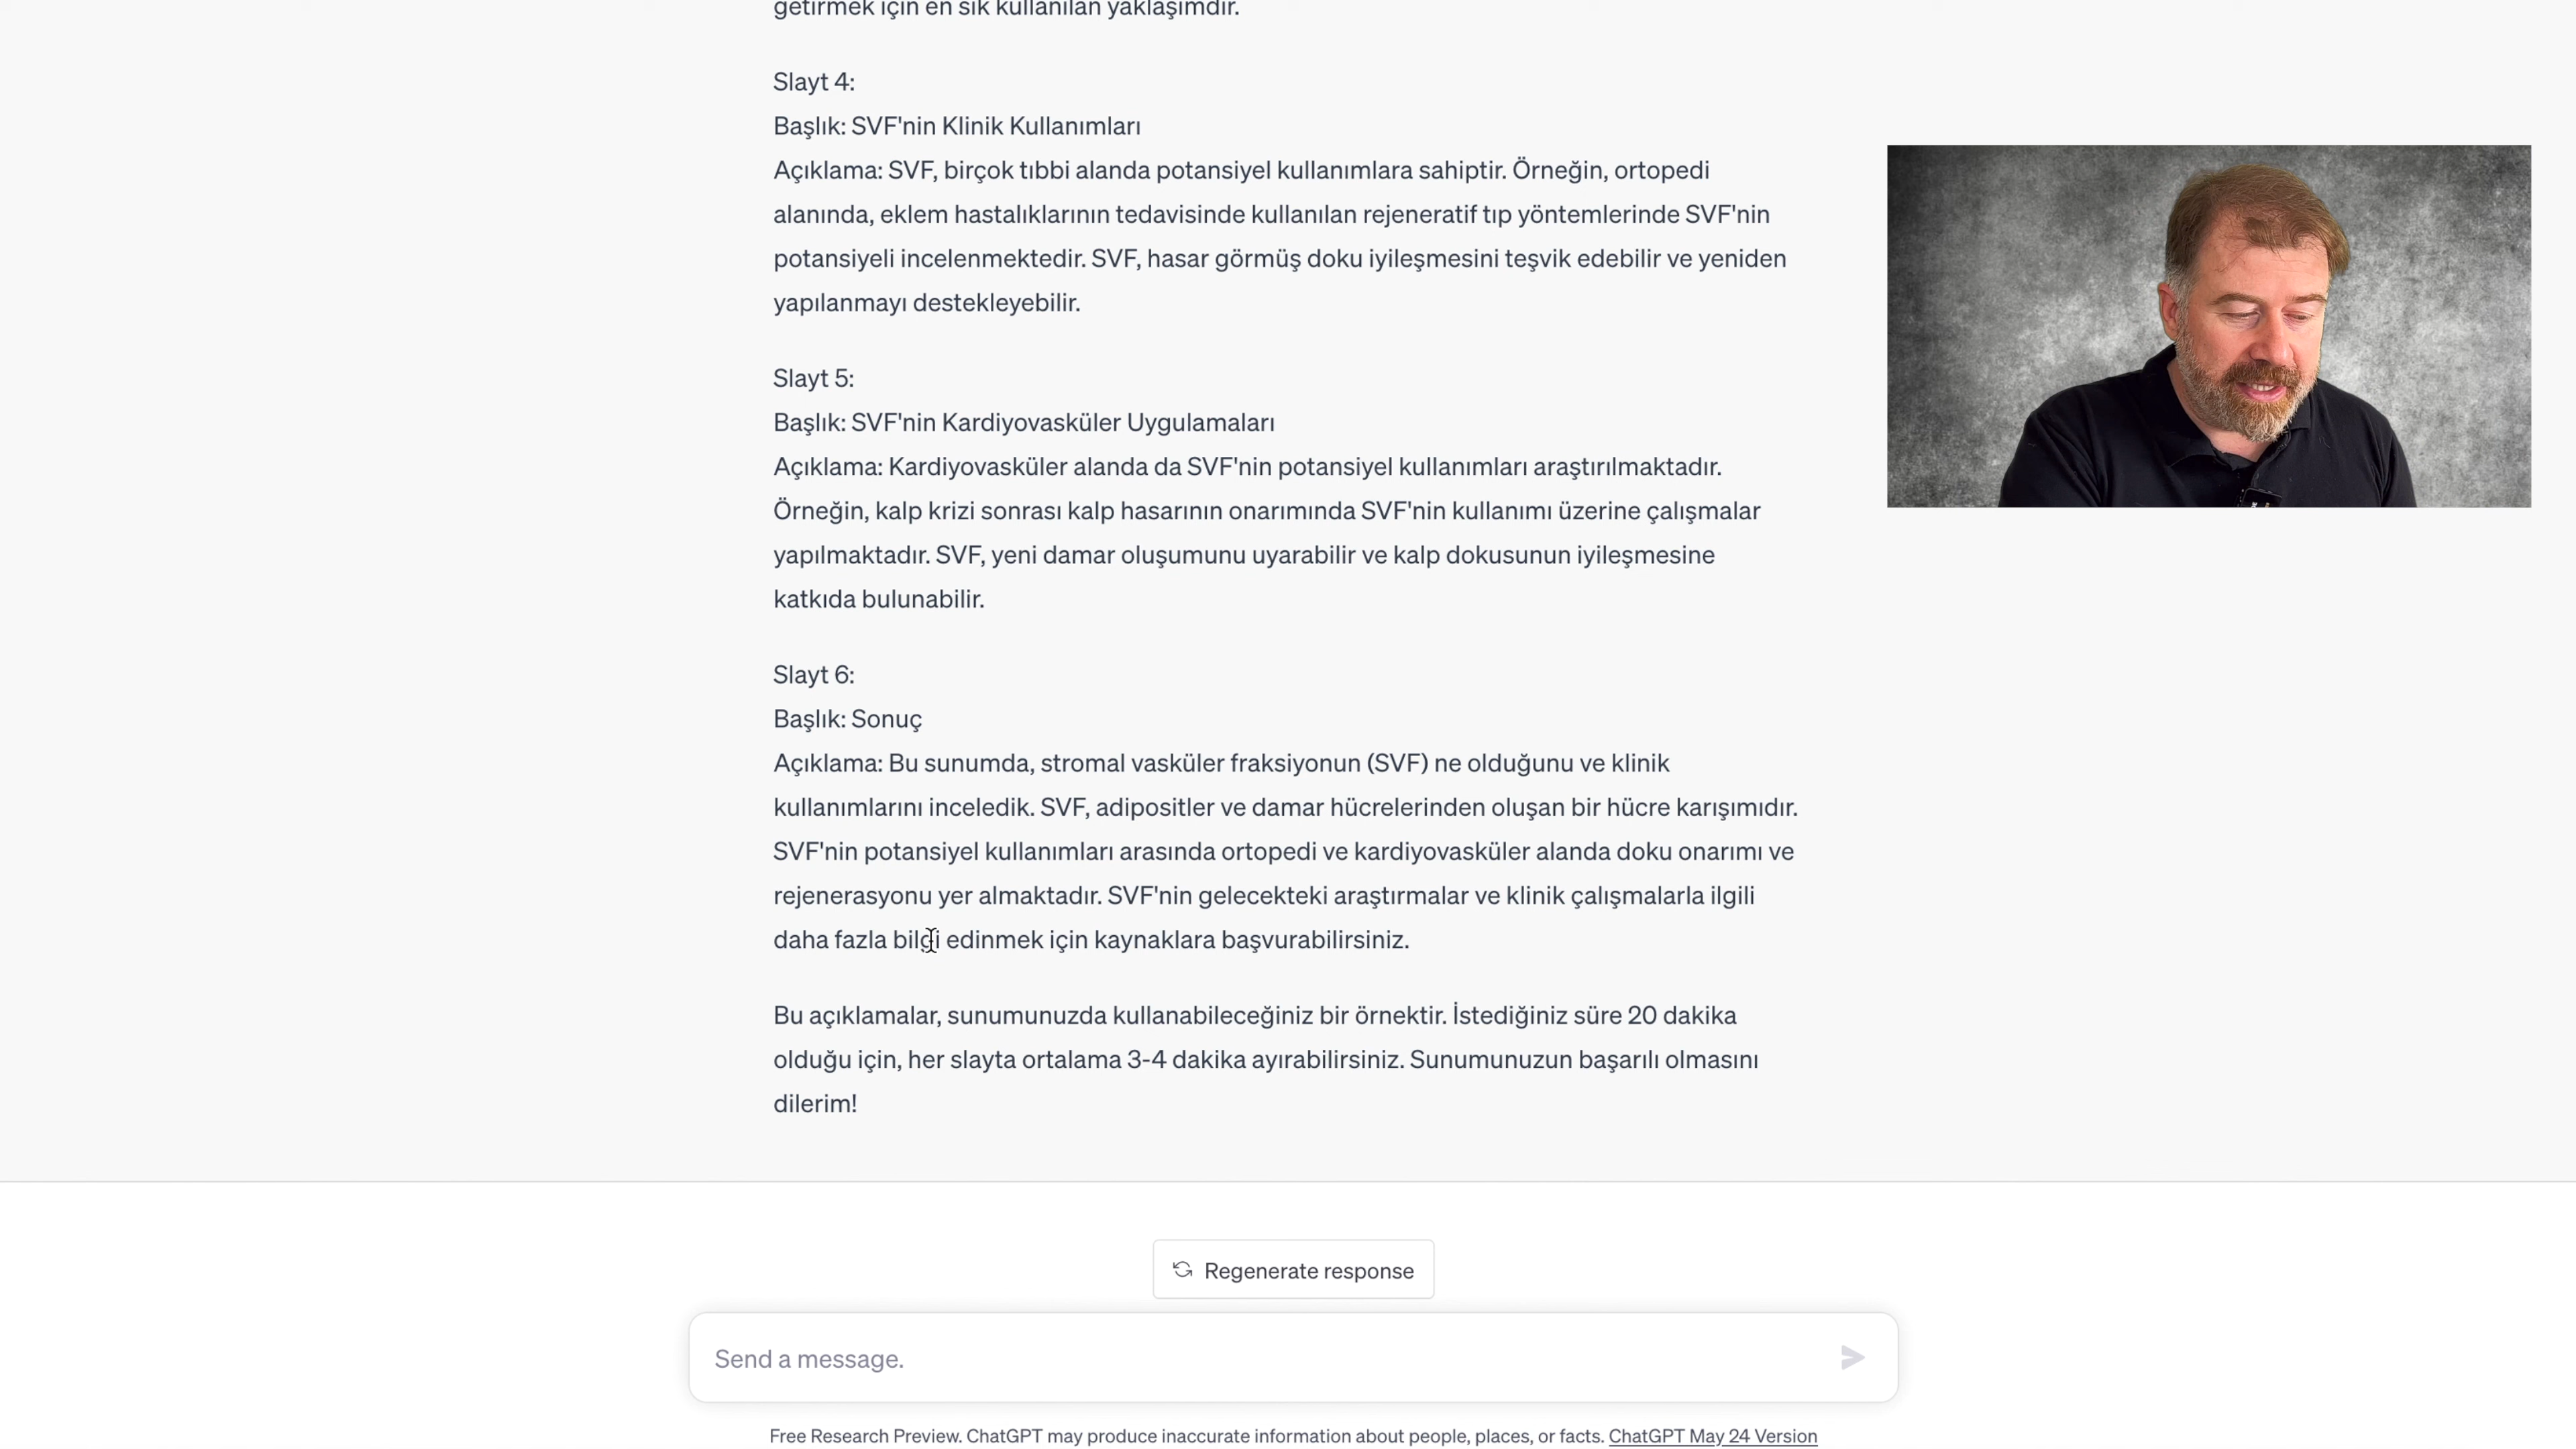 getirmek için en sık kullanılan yaklaşımdır.
Slayt 4:
Başlık: SVF'nin Klinik Kullanımları
Açıklama: SVF, birçok tıbbi alanda potansiyel kullanımlara sahiptir. Örneğin, ortopedi
alanında, eklem hastalıklarının tedavisinde kullanılan rejeneratif tıp yöntemlerinde SVF'nin
potansiyeli incelenmektedir. SVF, hasar görmüş doku iyileşmesini teşvik edebilir ve yeniden
yapılanmayı destekleyebilir.
Slayt 5:
Başlık: SVF'nin Kardiyovasküler Uygulamaları
Açıklama: Kardiyovasküler alanda da SVF'nin potansiyel kullanımları araştırılmaktadır.
Örneğin, kalp krizi sonrası kalp hasarının onarımında SVF'nin kullanımı üzerine çalışmalar
yapılmaktadır. SVF, yeni damar oluşumunu uyarabilir ve kalp dokusunun iyileşmesine
katkıda bulunabilir.
Slayt 6:
Başlık: Sonuç
Açıklama: Bu sunumda, stromal vasküler fraksiyonun (SVF) ne olduğunu ve klinik
kullanımlarını inceledik. SVF, adipositler ve damar hücrelerinden oluşan bir hücre karışımıdır.
SVF'nin potansiyel kullanımları arasında ortopedi ve kardiyovasküler alanda doku onarımı ve
rejenerasyonu yer almaktadır. SVF'nin gelecekteki araştırmalar ve klinik çalışmalarla ilgili
daha fazla bilgi edinmek için kaynaklara başvurabilirsiniz.
Bu açıklamalar, sunumunuzda kullanabileceğiniz bir örnektir. İstediğiniz süre 20 dakika
olduğu için, her slayta ortalama 3-4 dakika ayırabilirsiniz. Sunumunuzun başarılı olmasını
dilerim!
Regenerate response
Send a message.
Free Research Preview. ChatGPT may produce inaccurate information about people, places, or facts. ChatGPT May 24 Version